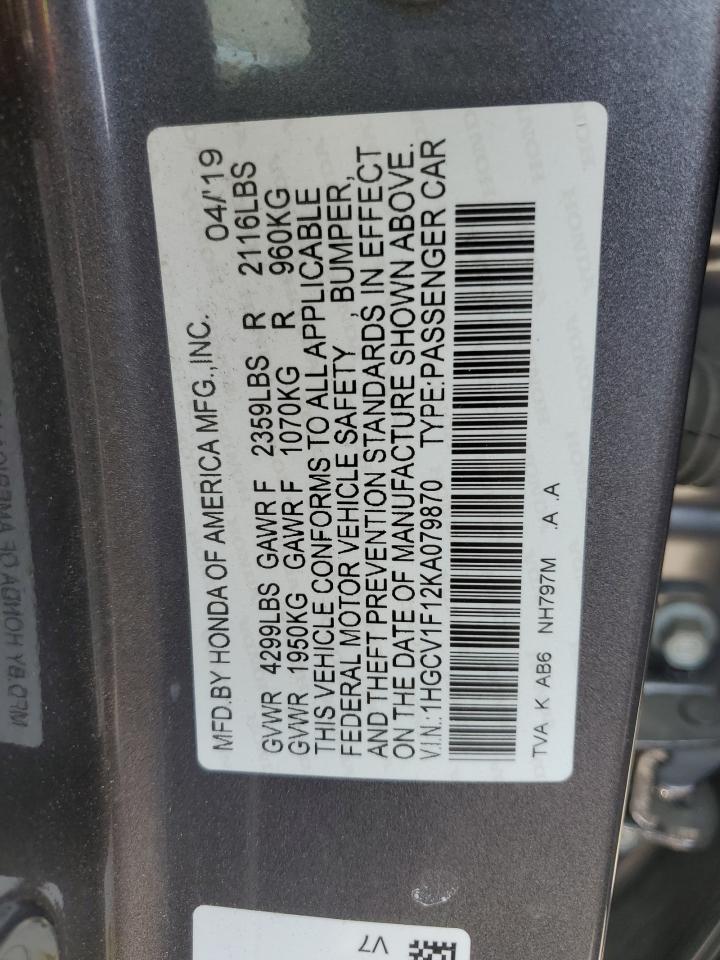 MFD.BY HONDA OF AMERICA MFG.,INC. 04/'19
GVWR 4299LBS GAWR F 2359LBS R 2116LBS
GVWR 1950KG GAWR F 1070KG R 960KG
THIS VEHICLE CONFORMS TO ALL APPLICABLE
FEDERAL MOTOR VEHICLE SAFETY , BUMPER,
AND THEFT PREVENTION STANDARDS IN EFFECT
ON THE DATE OF MANUFACTURE SHOWN ABOVE.
V.I.N.:1HGCV1F12KA079870 TYPE:PASSENGER CAR
TVA K AB6 NH797M .A .A
V7